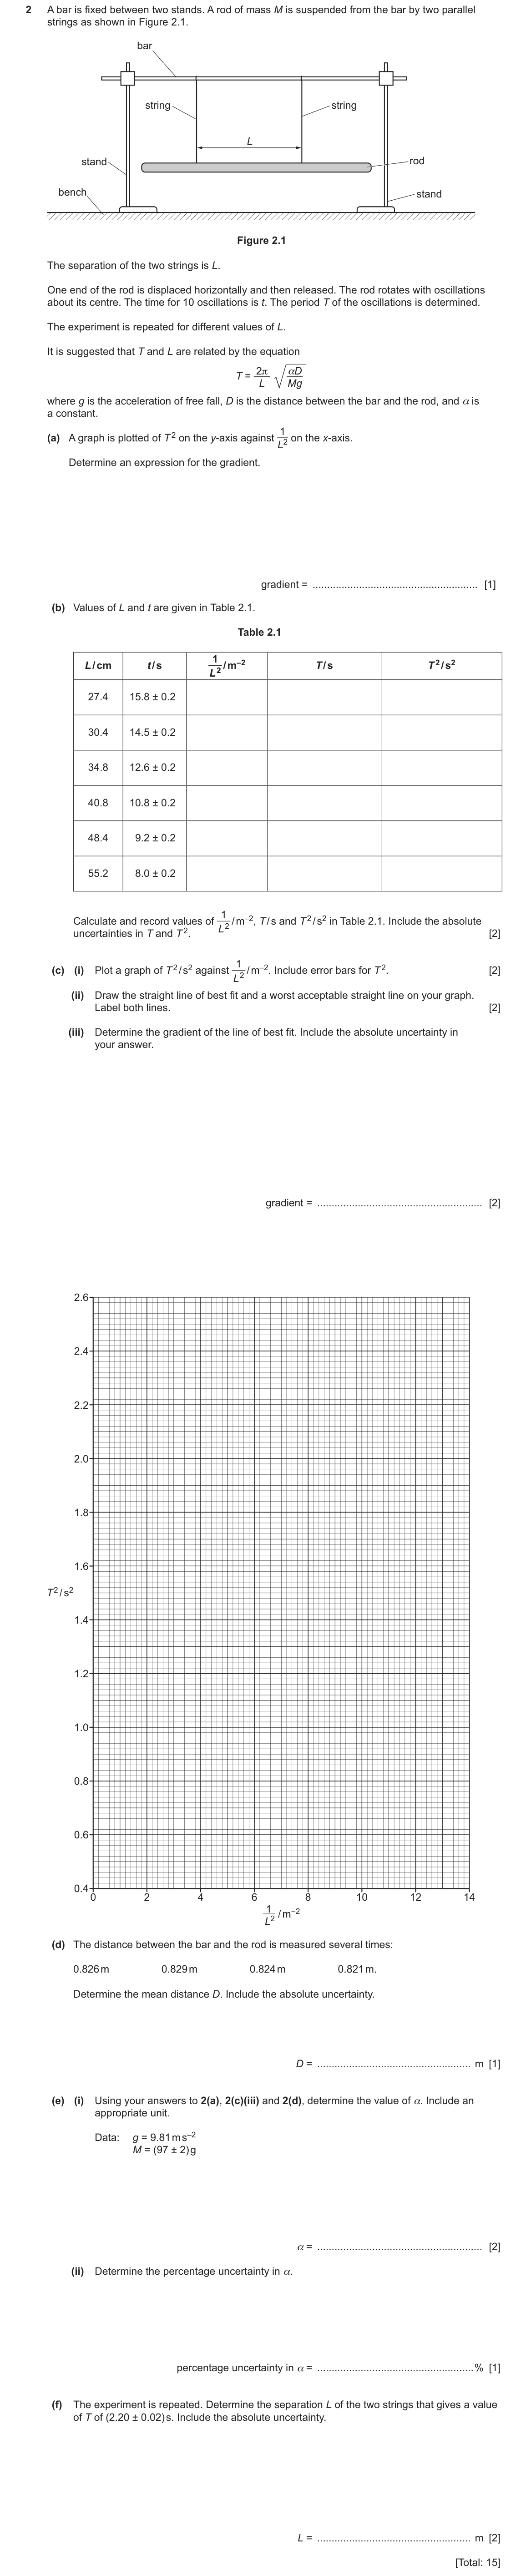 2 A bar is fixed between two stands. A rod of mass M is suspended from the bar by two parallel
strings as shown in Figure 2.1.
bar
string
string
L
stand
rod
bench
stand
Figure 2.1
The separation of the two strings is L.
One end of the rod is displaced horizontally and then released. The rod rotates with oscillations
about its centre. The time for 10 oscillations is t. The period T of the oscillations is determined.
The experiment is repeated for different values of L.
It is suggested that T and L are related by the equation
T = 2π/L √(αD/Mg)
where g is the acceleration of free fall, D is the distance between the bar and the rod, and α is
a constant.
(a) A graph is plotted of T² on the y-axis against 1/L² on the x-axis.
Determine an expression for the gradient.
gradient = ......................................................... [1]
(b) Values of L and t are given in Table 2.1.
Table 2.1
L/cm t/s 1/L² /m⁻² T/s T²/s²
27.4 15.8 ± 0.2
30.4 14.5 ± 0.2
34.8 12.6 ± 0.2
40.8 10.8 ± 0.2
48.4 9.2 ± 0.2
55.2 8.0 ± 0.2
Calculate and record values of 1/L² /m⁻², T/s and T²/s² in Table 2.1. Include the absolute
uncertainties in T and T². [2]
(c) (i) Plot a graph of T²/s² against 1/L² /m⁻². Include error bars for T². [2]
(ii) Draw the straight line of best fit and a worst acceptable straight line on your graph.
Label both lines. [2]
(iii) Determine the gradient of the line of best fit. Include the absolute uncertainty in
your answer.
gradient = ......................................................... [2]
2.6
2.4
2.2
2.0
1.8
1.6
T²/s²
1.4
1.2
1.0
0.8
0.6
0.4
0 2 4 6 8 10 12 14
1/L² /m⁻²
(d) The distance between the bar and the rod is measured several times:
0.826 m 0.829 m 0.824 m 0.821 m.
Determine the mean distance D. Include the absolute uncertainty.
D = ..................................................... m [1]
(e) (i) Using your answers to 2(a), 2(c)(iii) and 2(d), determine the value of α. Include an
appropriate unit.
Data: g = 9.81 m s⁻²
M = (97 ± 2) g
α = ......................................................... [2]
(ii) Determine the percentage uncertainty in α.
percentage uncertainty in α = ..................................................... % [1]
(f) The experiment is repeated. Determine the separation L of the two strings that gives a value
of T of (2.20 ± 0.02) s. Include the absolute uncertainty.
L = ..................................................... m [2]
[Total: 15]